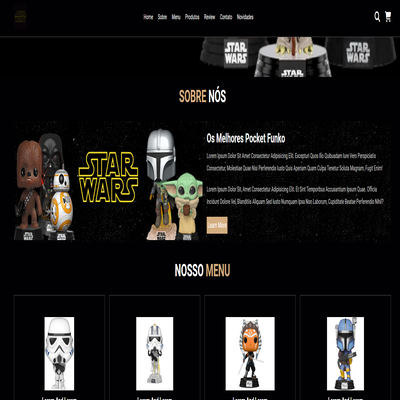 Home Sobre Menu Produtos Review Contato Novidades
STAR WARS
STAR WARS
STAR WARS
SOBRE NÓS
STAR WARS
Os Melhores Pocket Funko
Lorem Ipsum Dolor Sit Amet Consectetur Adipisicing Elit. Excepturi Quos Illo Quibusdam Iure Vero Perspiciatis
Consectetur, Molestiae Quae Nisi Perferendis Iusto Quis Aperiam Quam Culpa Tenetur Soluta Magnam, Fugit Enim!
Lorem Ipsum Dolor Sit Amet, Consectetur Adipisicing Elit. Et Sint Temporibus Accusantium Ipsum Quae, Officia
Incidunt Dolore Vel, Blanditiis Aliquam Sed Iusto Numquam Ipsa Non Laborum, Cupiditate Beatae Perferendis Nihil?
Learn More
NOSSO MENU